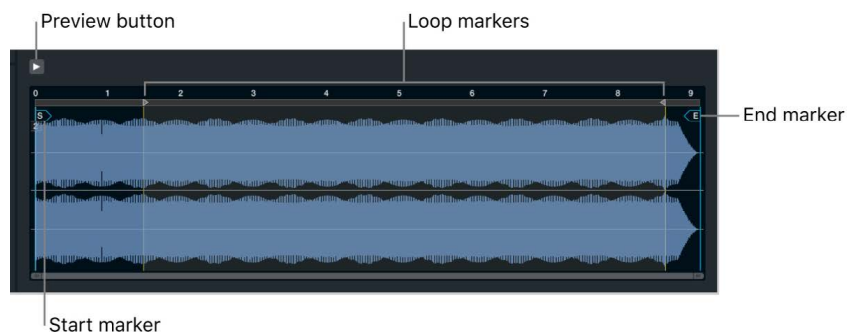 Preview button
Loop markers
0 1 2 3 4 5 6 7 8 9
S
E
End marker
Start marker